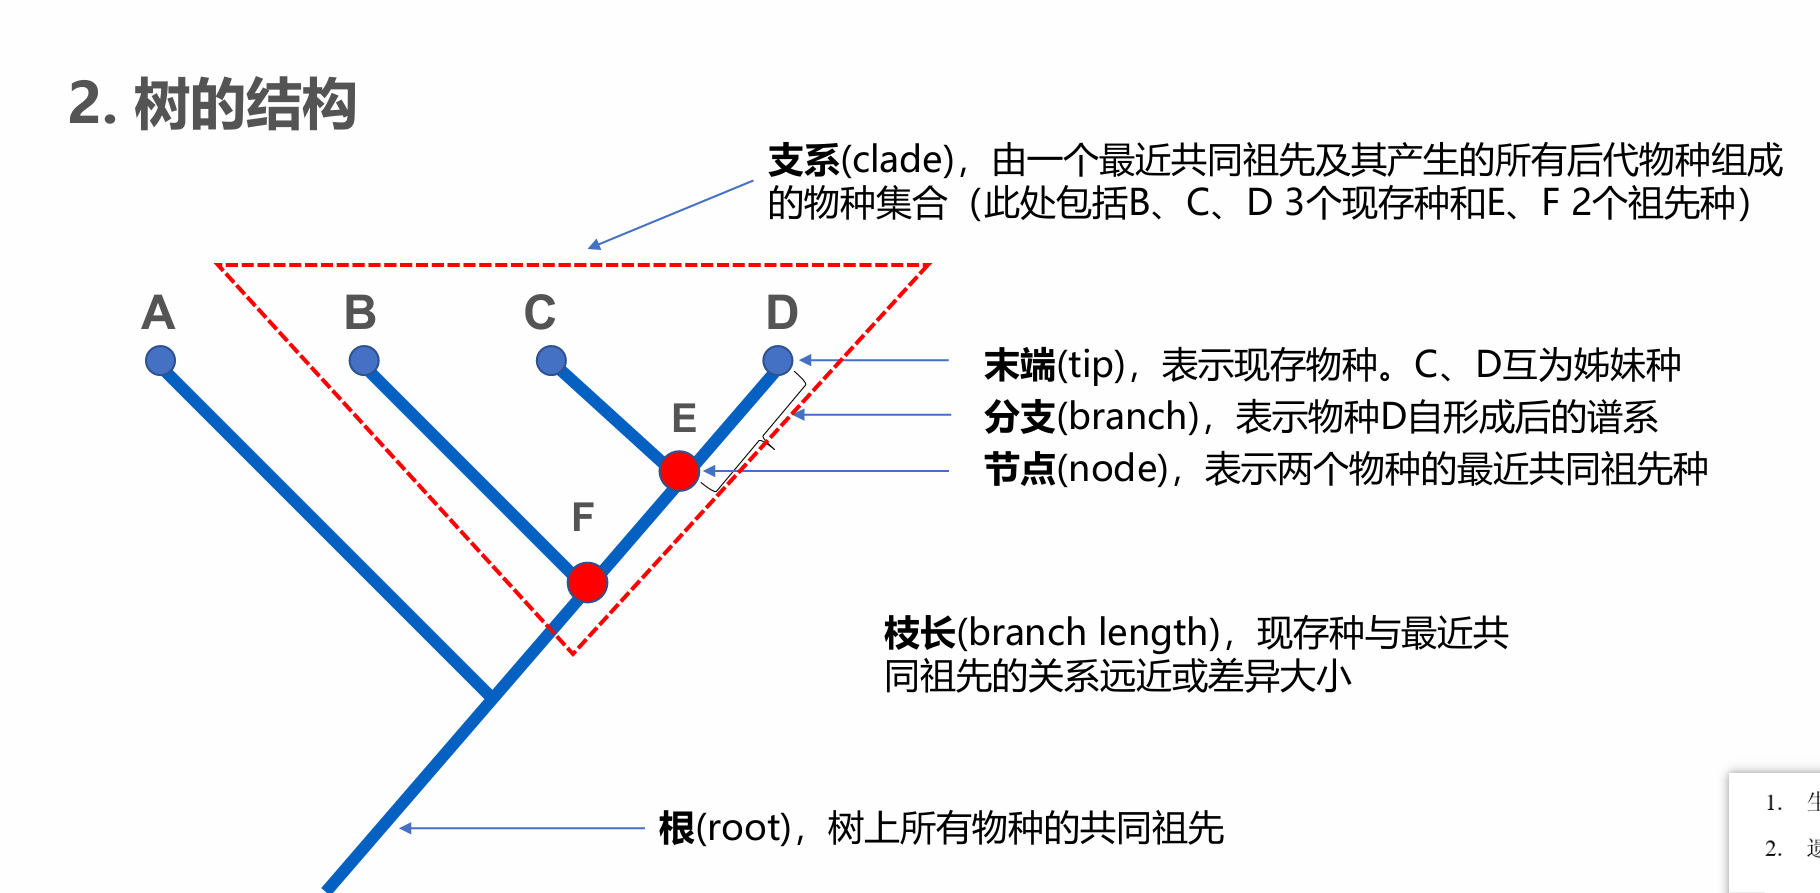 2. 树的结构
支系(clade)，由一个最近共同祖先及其产生的所有后代物种组成
的物种集合（此处包括B、C、D 3个现存种和E、F 2个祖先种）
A
B
C
D
末端(tip)，表示现存物种。C、D互为姊妹种
分支(branch)，表示物种D自形成后的谱系
E
节点(node)，表示两个物种的最近共同祖先种
F
枝长(branch length)，现存种与最近共
同祖先的关系远近或差异大小
根(root)，树上所有物种的共同祖先
1.
2.